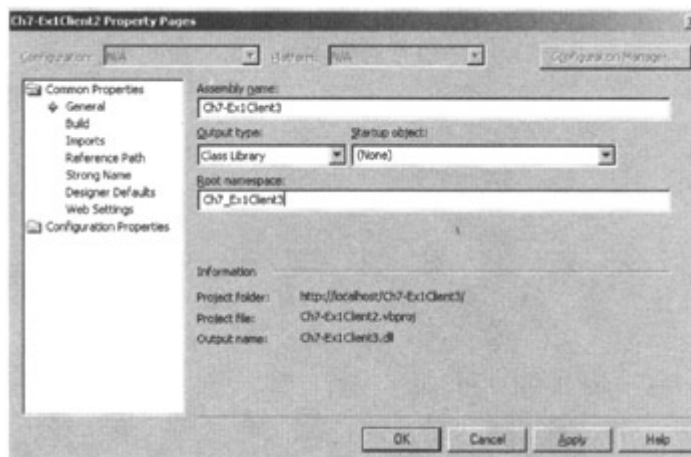 Ch7-Ex1Client2 Property Pages
Configuration: N/A Platform: N/A Configuration Manager...
Common Properties
General
Build
Imports
Reference Path
Strong Name
Designer Defaults
Web Settings
Configuration Properties
Assembly name:
Ch7-Ex1Client3
Output type: Startup object:
Class Library (None)
Root namespace:
Ch7_Ex1Client3
Information
Project folder: http://localhost/Ch7-Ex1Client3/
Project file: Ch7-Ex1Client2.vbproj
Output name: Ch7-Ex1Client3.dll
OK Cancel Apply Help